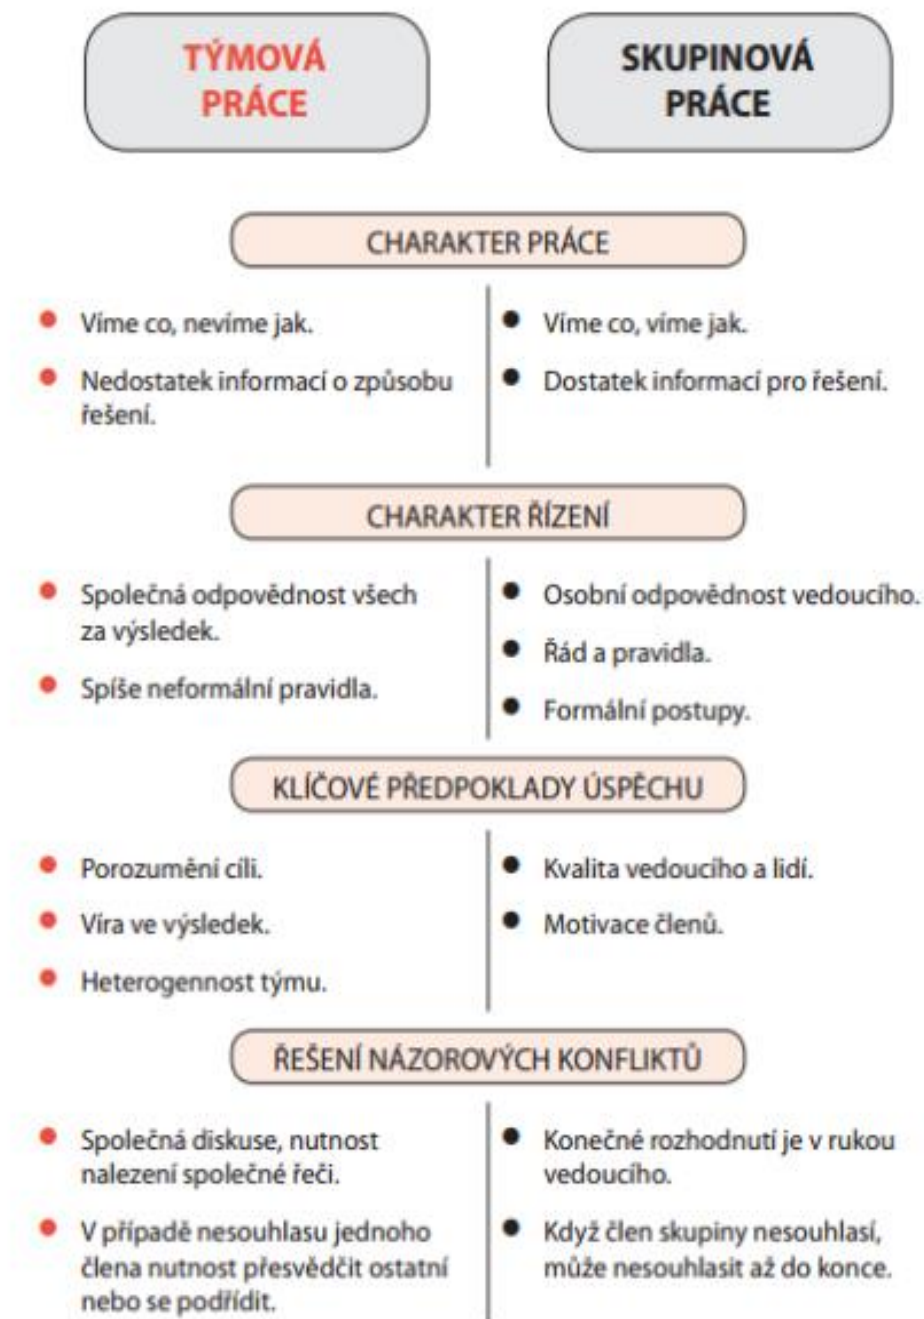 TÝMOVÁ
PRÁCE
SKUPINOVÁ
PRÁCE
CHARAKTER PRÁCE
Víme co, nevíme jak.
Nedostatek informací o způsobu
řešení.
Víme co, víme jak.
Dostatek informací pro řešení.
CHARAKTER ŘÍZENÍ
Společná odpovědnost všech
za výsledek.
Spíše neformální pravidla.
Osobní odpovědnost vedoucího.
Řád a pravidla.
Formální postupy.
KLÍČOVÉ PŘEDPOKLADY ÚSPĚCHU
Porozumění cíli.
Víra ve výsledek.
Heterogennost týmu.
Kvalita vedoucího a lidí.
Motivace členů.
ŘEŠENÍ NÁZOROVÝCH KONFLIKTŮ
Společná diskuse, nutnost
nalezení společné řeči.
V případě nesouhlasu jednoho
člena nutnost přesvědčit ostatní
nebo se podřídit.
Konečné rozhodnutí je v rukou
vedoucího.
Když člen skupiny nesouhlasí,
může nesouhlasit až do konce.